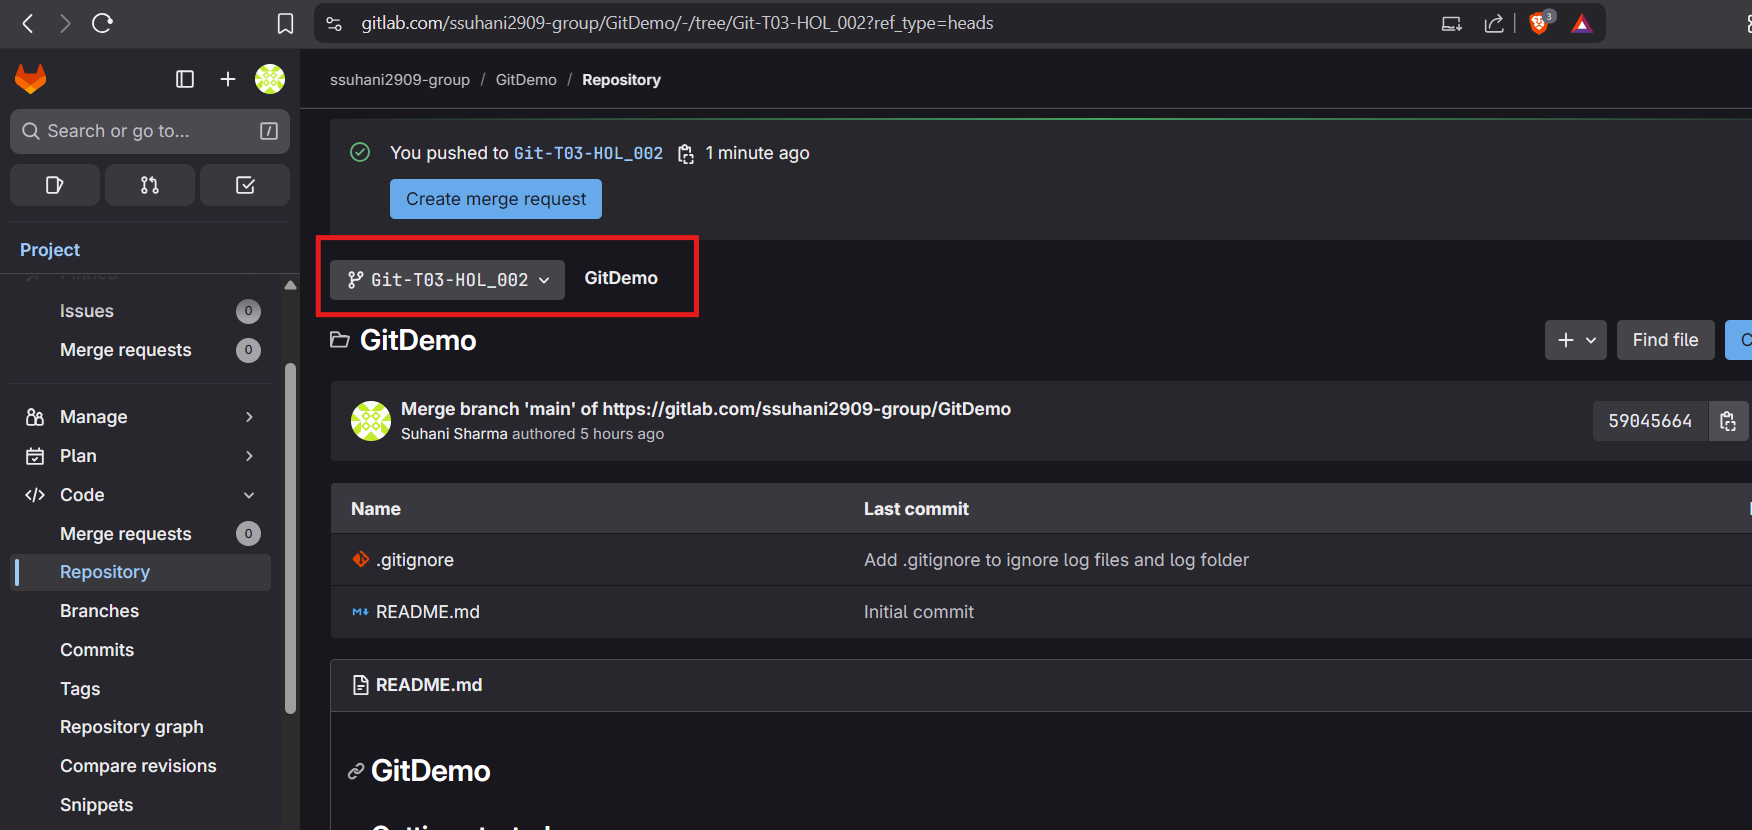 gitlab.com/ssuhani2909-group/GitDemo/-/tree/Git-T03-HOL_002?ref_type=heads
3
ssuhani2909-group / GitDemo / Repository
Search or go to...
/
You pushed to Git-T03-HOL_002 1 minute ago
Create merge request
Project
Git-T03-HOL_002 GitDemo
Issues 0
Merge requests 0
GitDemo
Find file
Manage
Plan
Code
Merge requests 0
Repository
Branches
Commits
Tags
Repository graph
Compare revisions
Snippets
Merge branch 'main' of https://gitlab.com/ssuhani2909-group/GitDemo
Suhani Sharma authored 5 hours ago
59045664
Name Last commit
.gitignore Add .gitignore to ignore log files and log folder
README.md Initial commit
README.md
GitDemo